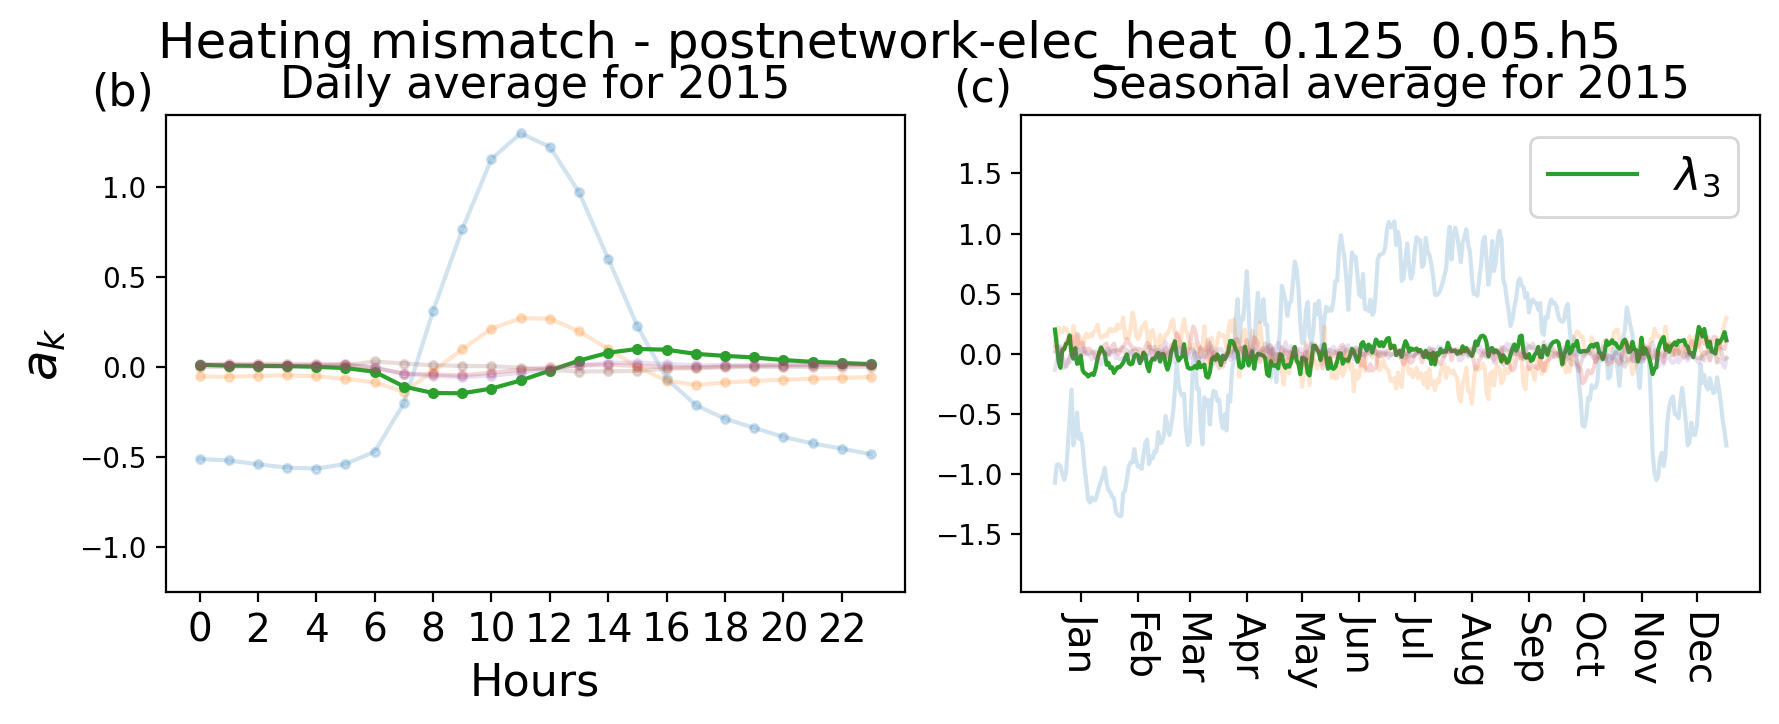 Heating mismatch - postnetwork-elec_heat_0.125_0.05.h5
(b) Daily average for 2015
a_k
1.0
0.5
0.0
−0.5
−1.0
0 2 4 6 8 10 12 14 16 18 20 22
Hours
(c) Seasonal average for 2015
λ_3
1.5
1.0
0.5
0.0
−0.5
−1.0
−1.5
Jan Feb Mar Apr May Jun Jul Aug Sep Oct Nov Dec